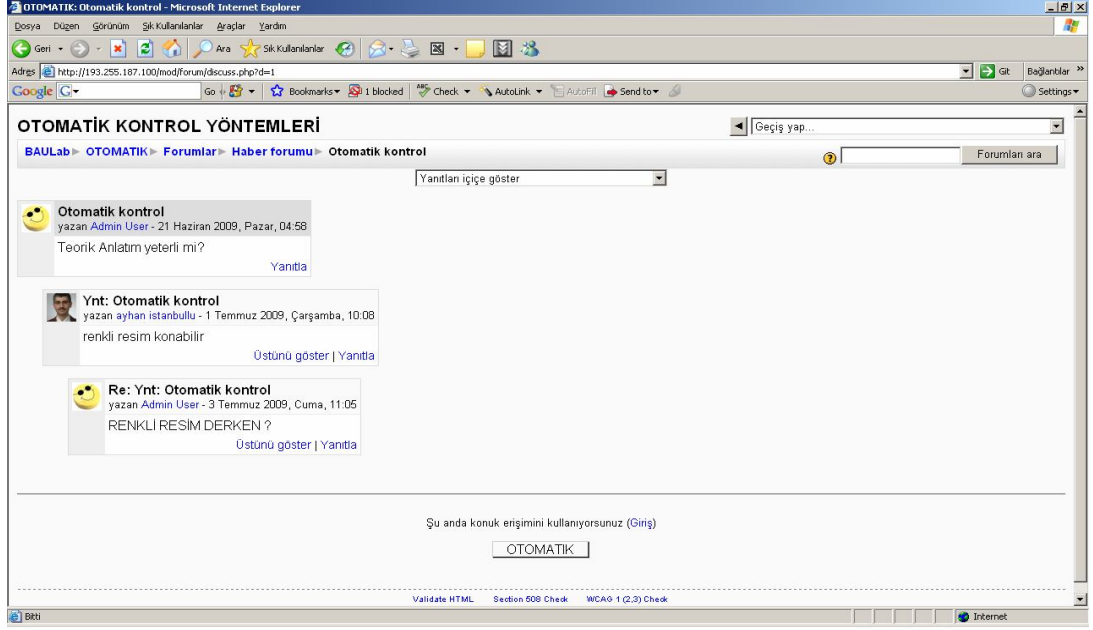 OTOMATIK: Otomatik kontrol - Microsoft Internet Explorer
Dosya Düzen Görünüm Sık Kullanılanlar Araçlar Yardım
Geri Ara Sık Kullanılanlar
Adres http://193.255.187.100/mod/forum/discuss.php?d=1 Git Bağlantılar »
Google G Go Bookmarks 1 blocked ABC Check AutoLink AutoFill Send to Settings
OTOMATİK KONTROL YÖNTEMLERİ Geçiş yap...
BAULab ► OTOMATIK ► Forumlar ► Haber forumu ► Otomatik kontrol ? Forumları ara
Yanıtları içiçe göster
Otomatik kontrol
yazan Admin User - 21 Haziran 2009, Pazar, 04:58
Teorik Anlatım yeterli mi?
Yanıtla
Ynt: Otomatik kontrol
yazan ayhan istanbullu - 1 Temmuz 2009, Çarşamba, 10:08
renkli resim konabilir
Üstünü göster | Yanıtla
Re: Ynt: Otomatik kontrol
yazan Admin User - 3 Temmuz 2009, Cuma, 11:05
RENKLİ RESİM DERKEN ?
Üstünü göster | Yanıtla
Şu anda konuk erişimini kullanıyorsunuz (Giriş)
OTOMATIK
Validate HTML Section 508 Check WCAG 1 (2,3) Check
Bitti Internet